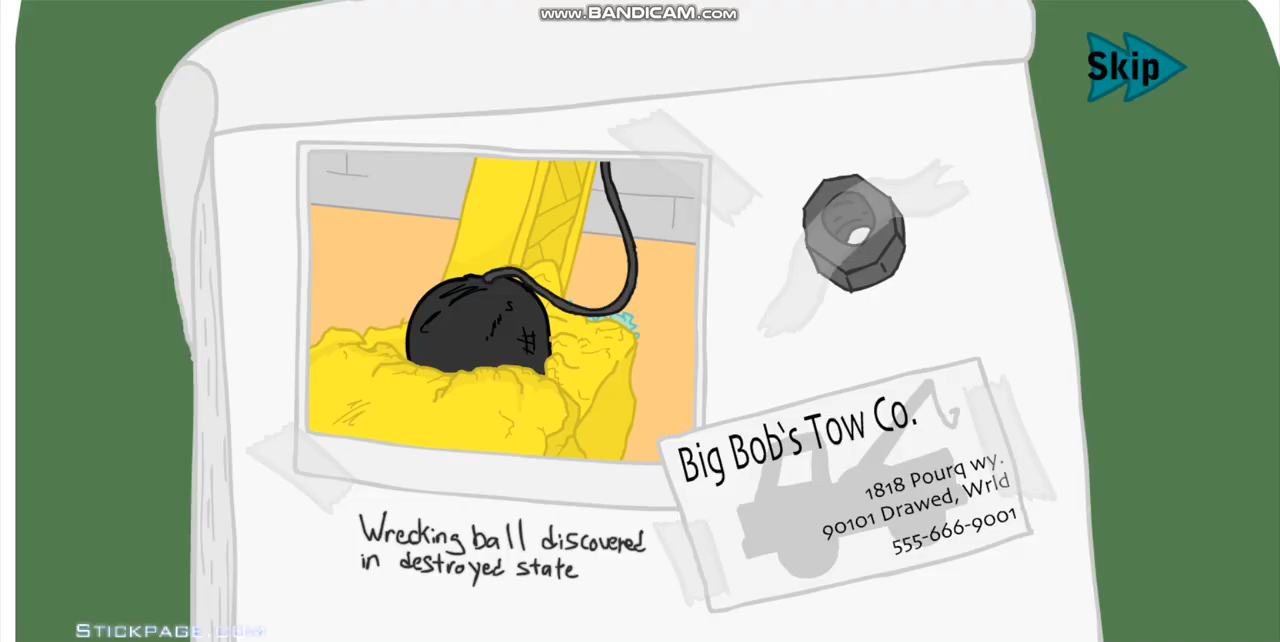 www.BANDICAM.com
Skip
Big Bob's Tow Co.
1818 Pourq wy.
90101 Drawed, Wrld
555-666-9001
Wrecking ball discovered
in destroyed state
STICKPAGE.COM